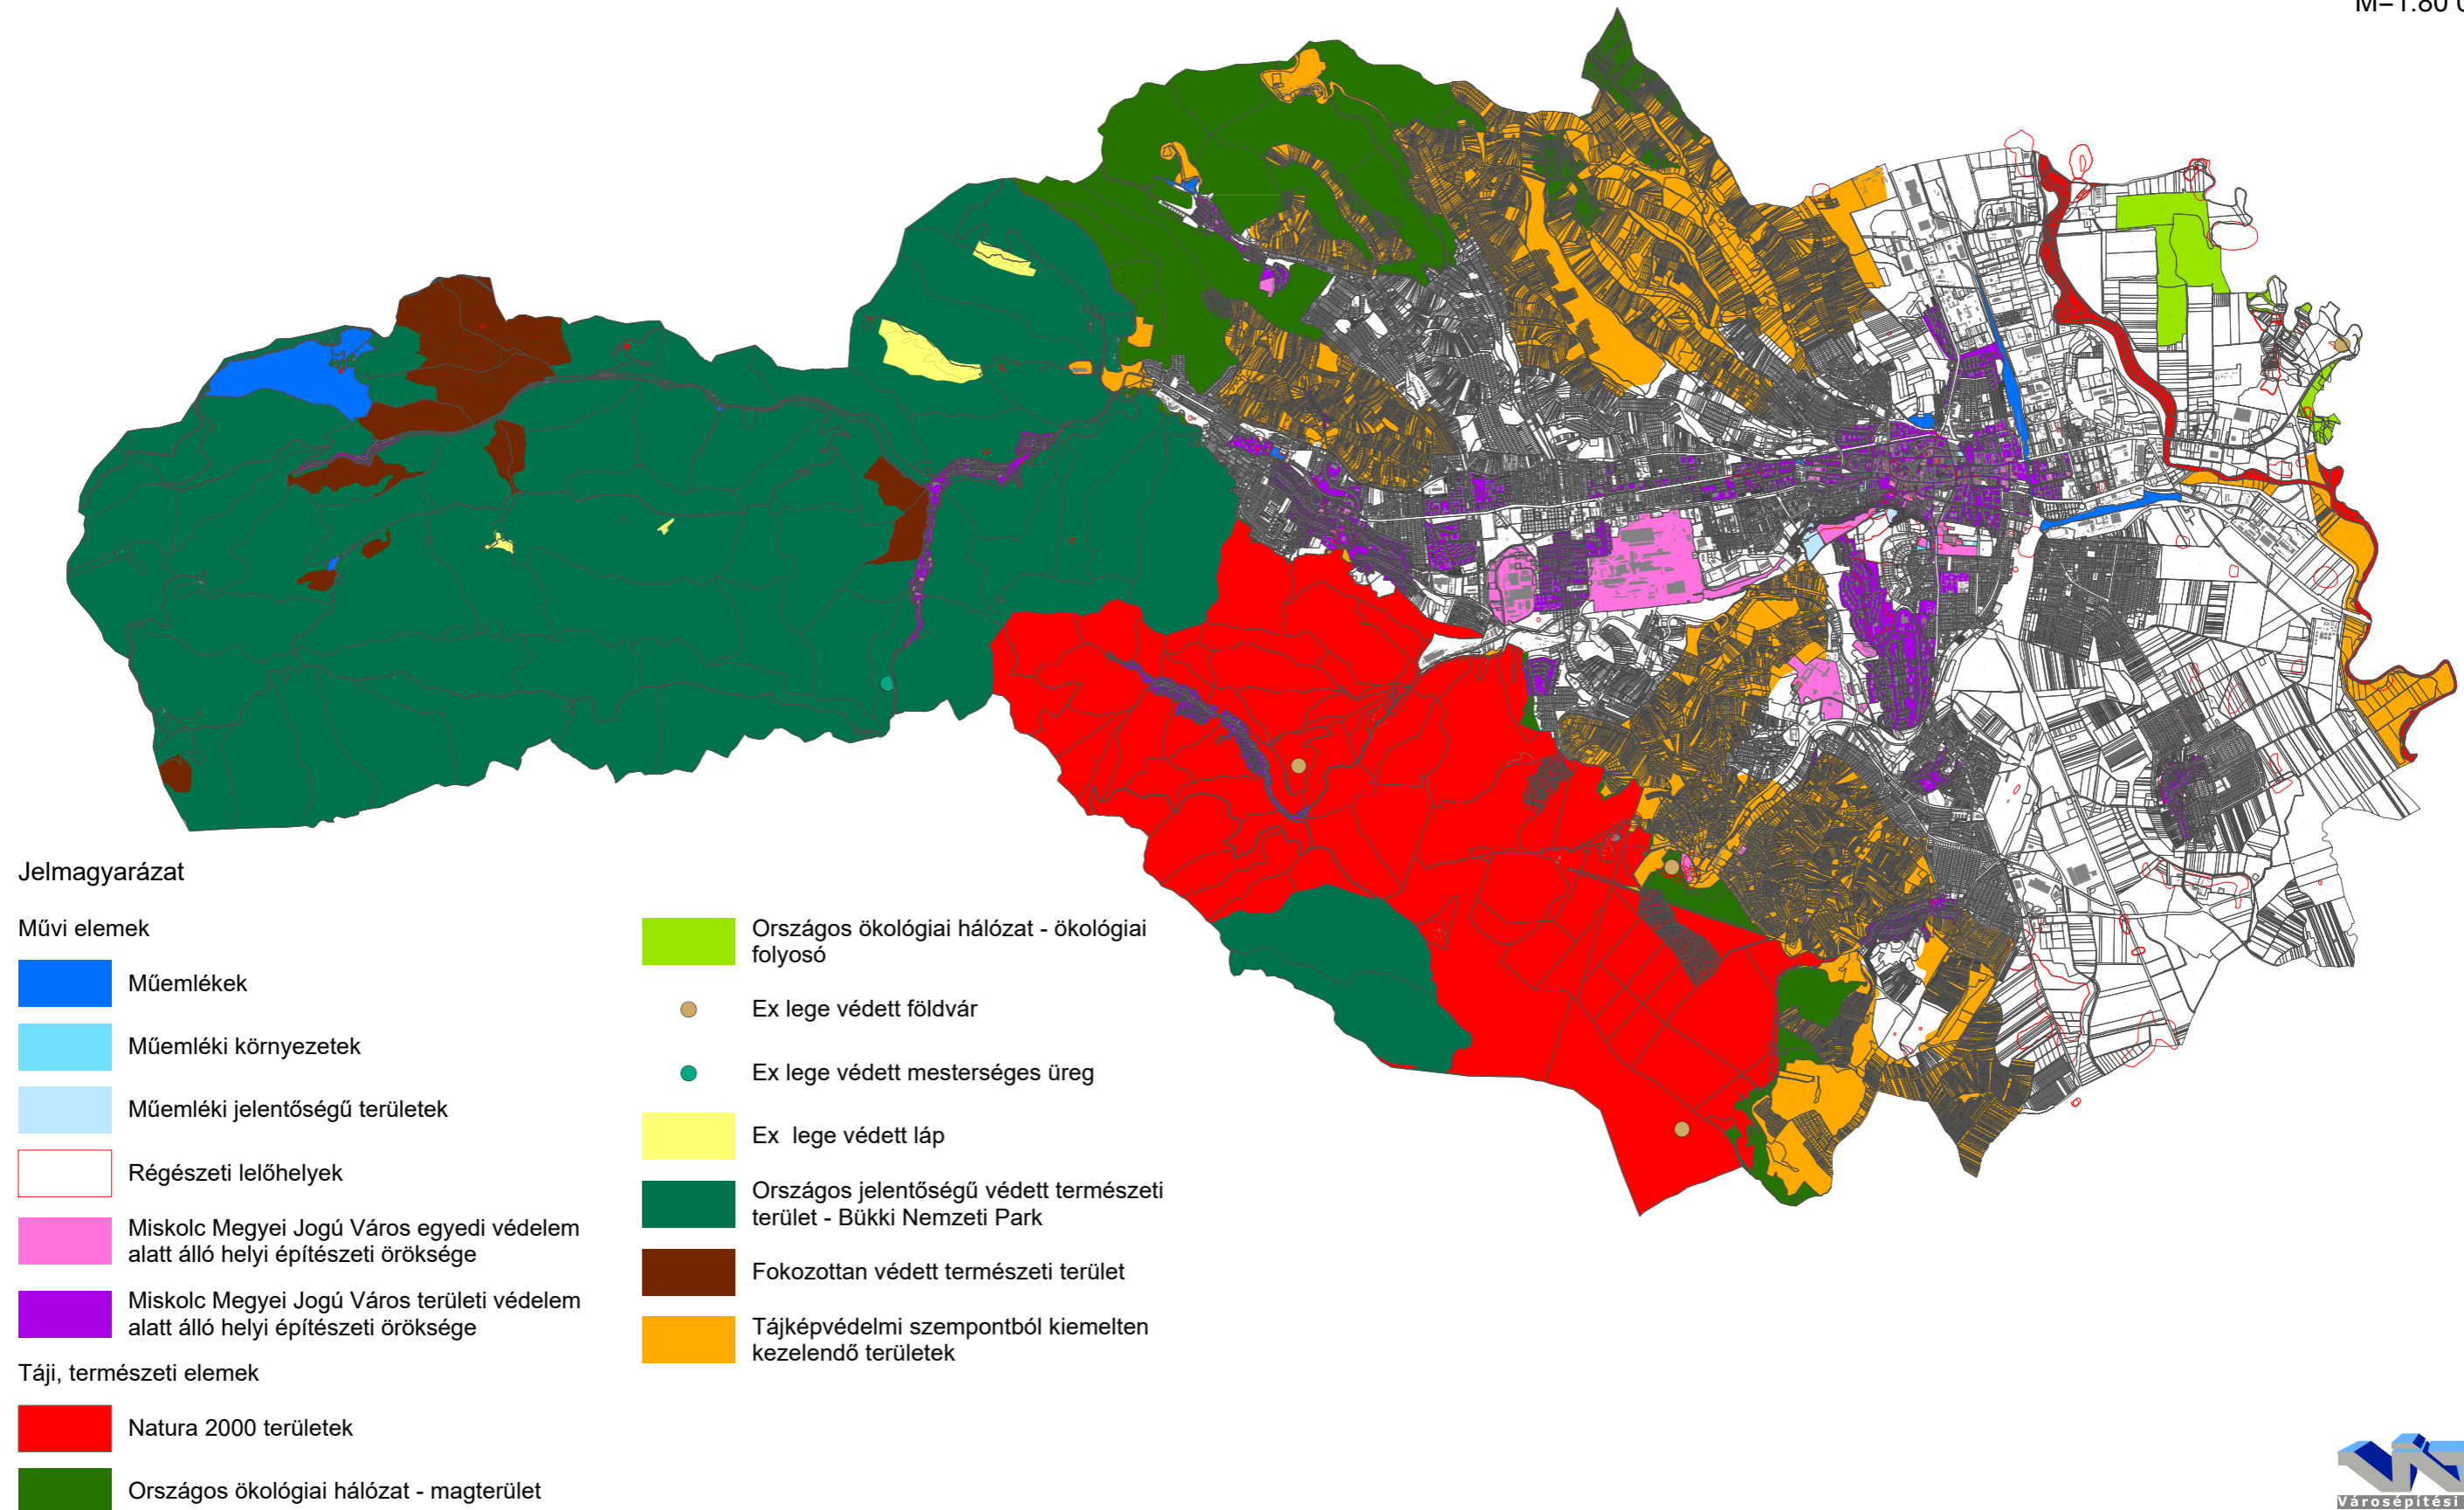 Jelmagyarázat
Művi elemek
Műemlékek
Műemléki környezetek
Műemléki jelentőségű területek
Régészeti lelőhelyek
Miskolc Megyei Jogú Város egyedi védelem
alatt álló helyi építészeti öröksége
Miskolc Megyei Jogú Város területi védelem
alatt álló helyi építészeti öröksége
Táji, természeti elemek
Natura 2000 területek
Országos ökológiai hálózat - magterület
Országos ökológiai hálózat - ökológiai
folyosó
Ex lege védett földvár
Ex lege védett mesterséges üreg
Ex lege védett láp
Országos jelentőségű védett természeti
terület - Bükki Nemzeti Park
Fokozottan védett természeti terület
Tájképvédelmi szempontból kiemelten
kezelendő területek
Városépítési